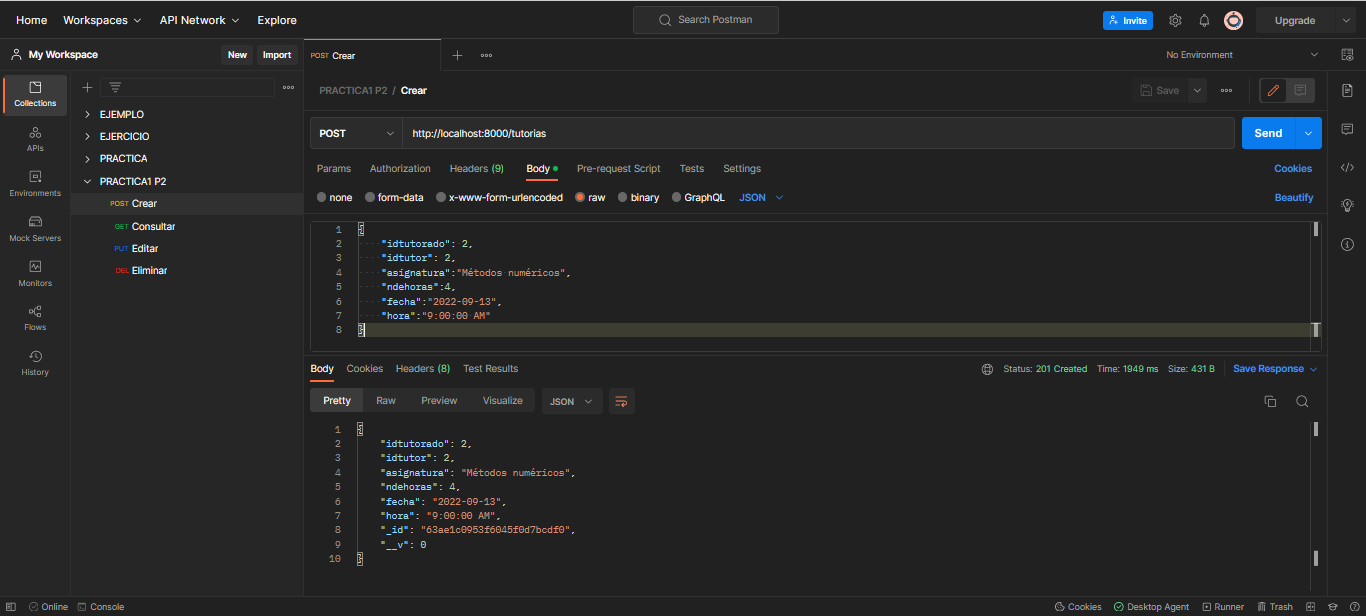 Home Workspaces API Network Explore Search Postman Invite Upgrade
My Workspace New Import POST Crear No Environment
Collections
APIs
Environments
Mock Servers
Monitors
Flows
History
EJEMPLO
EJERCICIO
PRACTICA
PRACTICA1 P2
POST Crear
GET Consultar
PUT Editar
DEL Eliminar
PRACTICA1 P2 / Crear Save
POST http://localhost:8000/tutorias Send
Params Authorization Headers (9) Body Pre-request Script Tests Settings Cookies
none form-data x-www-form-urlencoded raw binary GraphQL JSON Beautify
1 {
2 "idtutorado": 2,
3 "idtutor": 2,
4 "asignatura":"Métodos numéricos",
5 "ndehoras":4,
6 "fecha":"2022-09-13",
7 "hora":"9:00:00 AM"
8 }
Body Cookies Headers (8) Test Results Status: 201 Created Time: 1949 ms Size: 431 B Save Response
Pretty Raw Preview Visualize JSON
1 {
2 "idtutorado": 2,
3 "idtutor": 2,
4 "asignatura": "Métodos numéricos",
5 "ndehoras": 4,
6 "fecha": "2022-09-13",
7 "hora": "9:00:00 AM",
8 "_id": "63ae1c0953f6045f0d7bcdf0",
9 "__v": 0
10 }
Online Console Cookies Desktop Agent Runner Trash